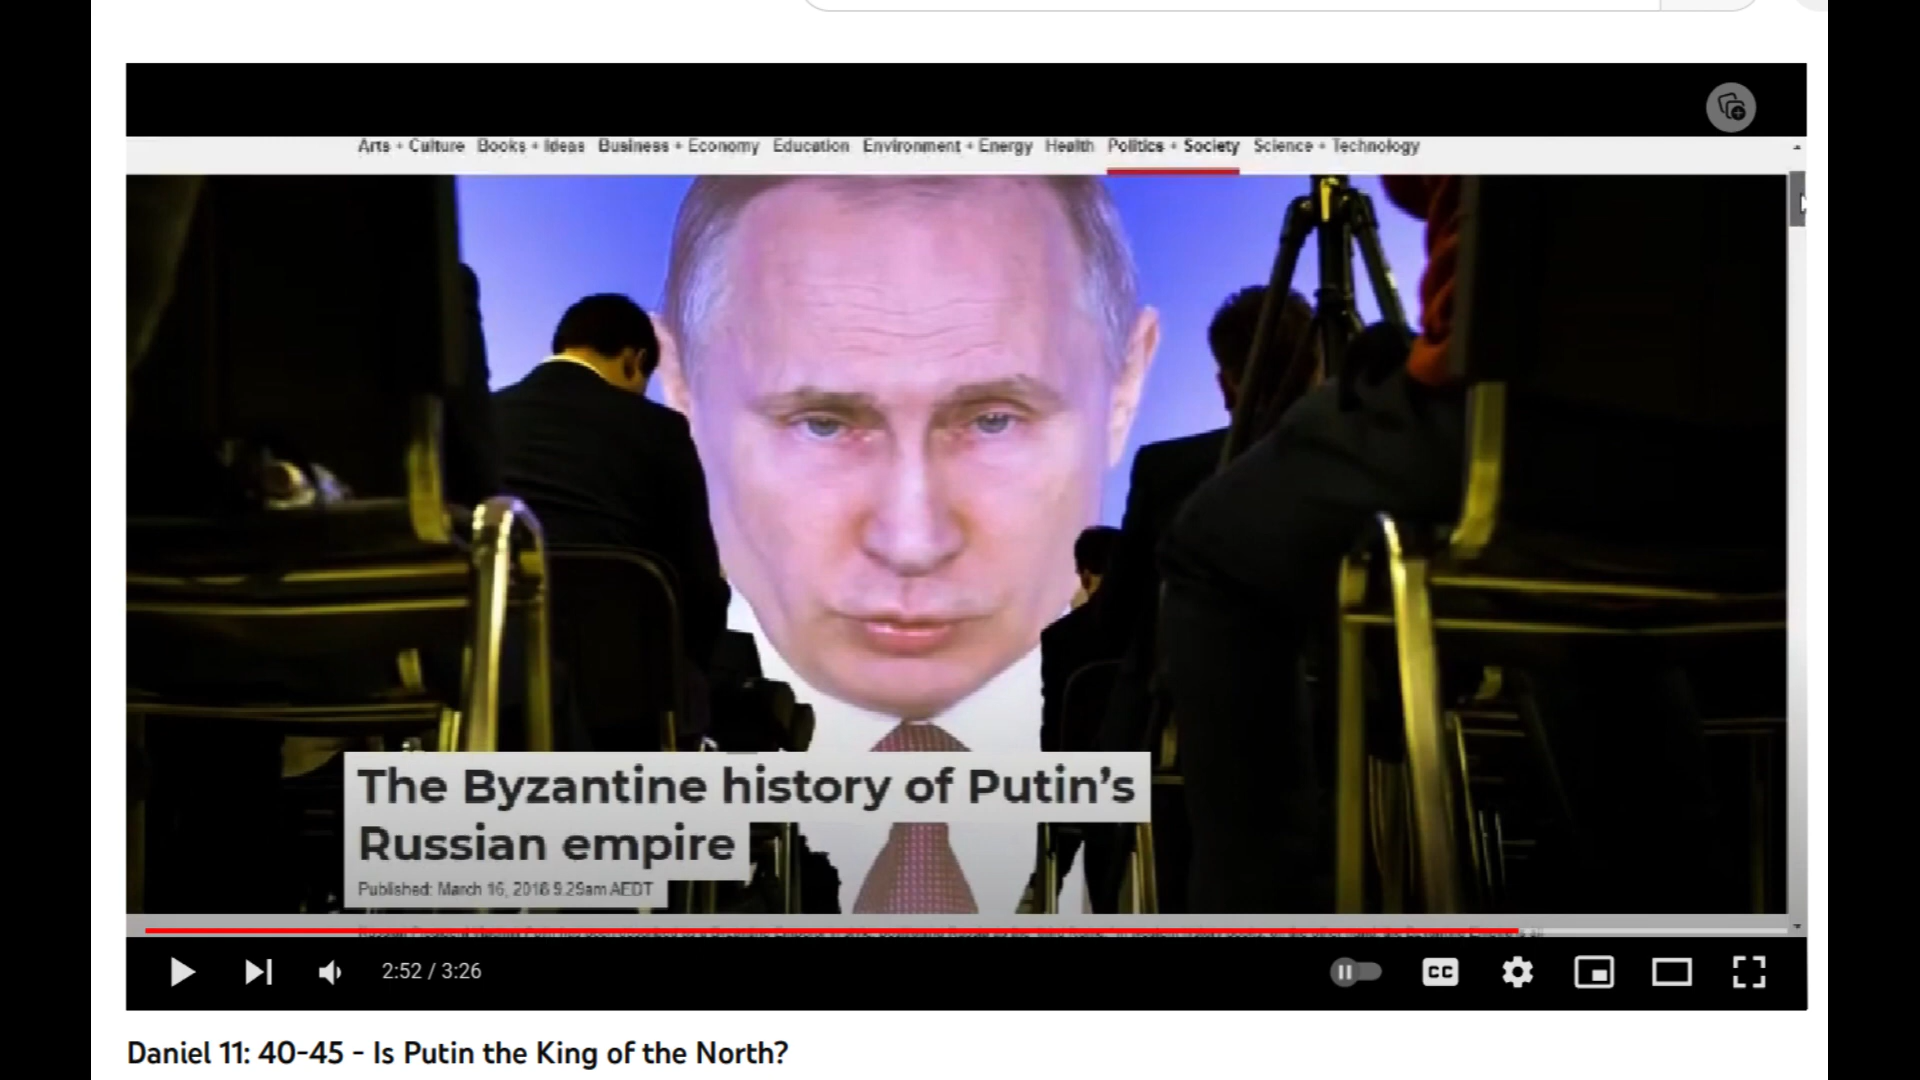 Arts + Culture Books + Ideas Business + Economy Education Environment + Energy Health Politics + Society Science + Technology
The Byzantine history of Putin’s
Russian empire
Published: March 16, 2018 9.29am AEDT
2:52 / 3:26
CC
Daniel 11: 40-45 - Is Putin the King of the North?